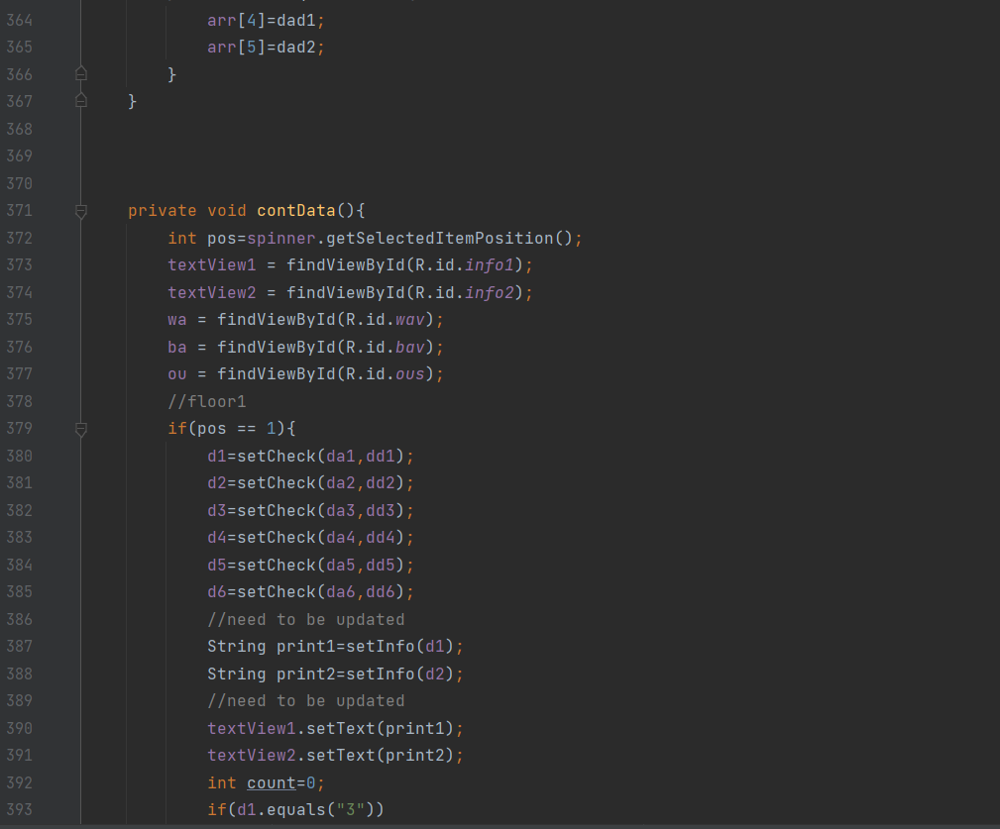 364 arr[4]=dad1;
365 arr[5]=dad2;
366 }
367 }
368
369
370
371 private void contData(){
372 int pos=spinner.getSelectedItemPosition();
373 textView1 = findViewById(R.id.info1);
374 textView2 = findViewById(R.id.info2);
375 wa = findViewById(R.id.wav);
376 ba = findViewById(R.id.bav);
377 ou = findViewById(R.id.ous);
378 //floor1
379 if(pos == 1){
380 d1=setCheck(da1,dd1);
381 d2=setCheck(da2,dd2);
382 d3=setCheck(da3,dd3);
383 d4=setCheck(da4,dd4);
384 d5=setCheck(da5,dd5);
385 d6=setCheck(da6,dd6);
386 //need to be updated
387 String print1=setInfo(d1);
388 String print2=setInfo(d2);
389 //need to be updated
390 textView1.setText(print1);
391 textView2.setText(print2);
392 int count=0;
393 if(d1.equals("3"))